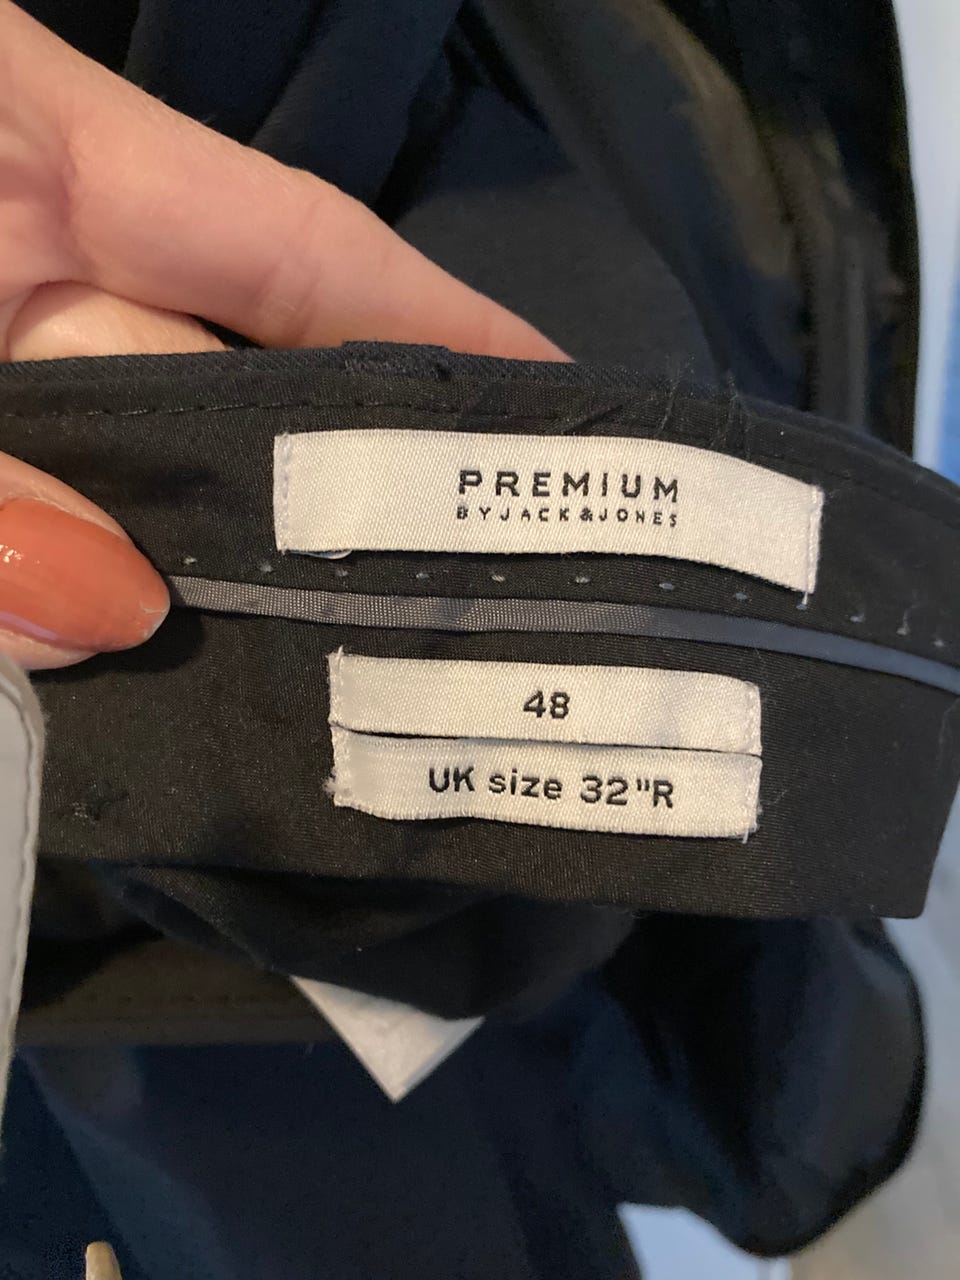 PREMIUM
BY JACK & JONES
48
UK size 32"R